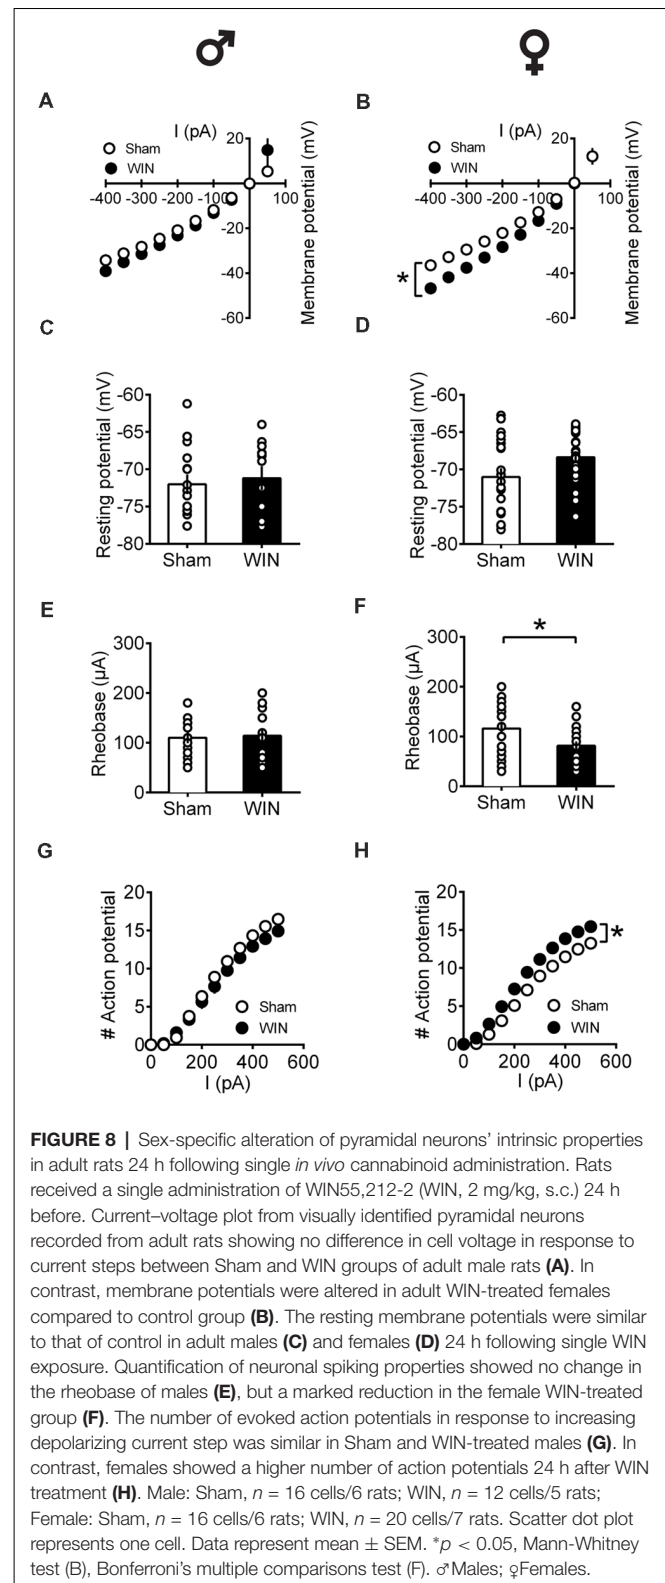 ♂ ♀
A B
I (pA) 20
Sham
WIN
-400 -300 -200 -100 100
-20
-40
-60
Membrane potential (mV)
I (pA) 20
Sham
WIN
-400 -300 -200 -100 100
-20
-40
-60
*
Membrane potential (mV)
C D
Resting potential (mV)
-60
-65
-70
-75
-80
Sham WIN
Resting potential (mV)
-60
-65
-70
-75
-80
Sham WIN
E F
Rheobase (µA)
300
200
100
0
Sham WIN
Rheobase (µA)
300
200
100
0
*
Sham WIN
G H
# Action potential
20
15
10
5
0
Sham
WIN
0 200 400 600
I (pA)
# Action potential
20
15
10
5
0
*
Sham
WIN
0 200 400 600
I (pA)
FIGURE 8 | Sex-specific alteration of pyramidal neurons' intrinsic properties
in adult rats 24 h following single in vivo cannabinoid administration. Rats
received a single administration of WIN55,212-2 (WIN, 2 mg/kg, s.c.) 24 h
before. Current–voltage plot from visually identified pyramidal neurons
recorded from adult rats showing no difference in cell voltage in response to
current steps between Sham and WIN groups of adult male rats (A). In
contrast, membrane potentials were altered in adult WIN-treated females
compared to control group (B). The resting membrane potentials were similar
to that of control in adult males (C) and females (D) 24 h following single WIN
exposure. Quantification of neuronal spiking properties showed no change in
the rheobase of males (E), but a marked reduction in the female WIN-treated
group (F). The number of evoked action potentials in response to increasing
depolarizing current step was similar in Sham and WIN-treated males (G). In
contrast, females showed a higher number of action potentials 24 h after WIN
treatment (H). Male: Sham, n = 16 cells/6 rats; WIN, n = 12 cells/5 rats;
Female: Sham, n = 16 cells/6 rats; WIN, n = 20 cells/7 rats. Scatter dot plot
represents one cell. Data represent mean ± SEM. *p < 0.05, Mann-Whitney
test (B), Bonferroni's multiple comparisons test (F). ♂Males; ♀Females.